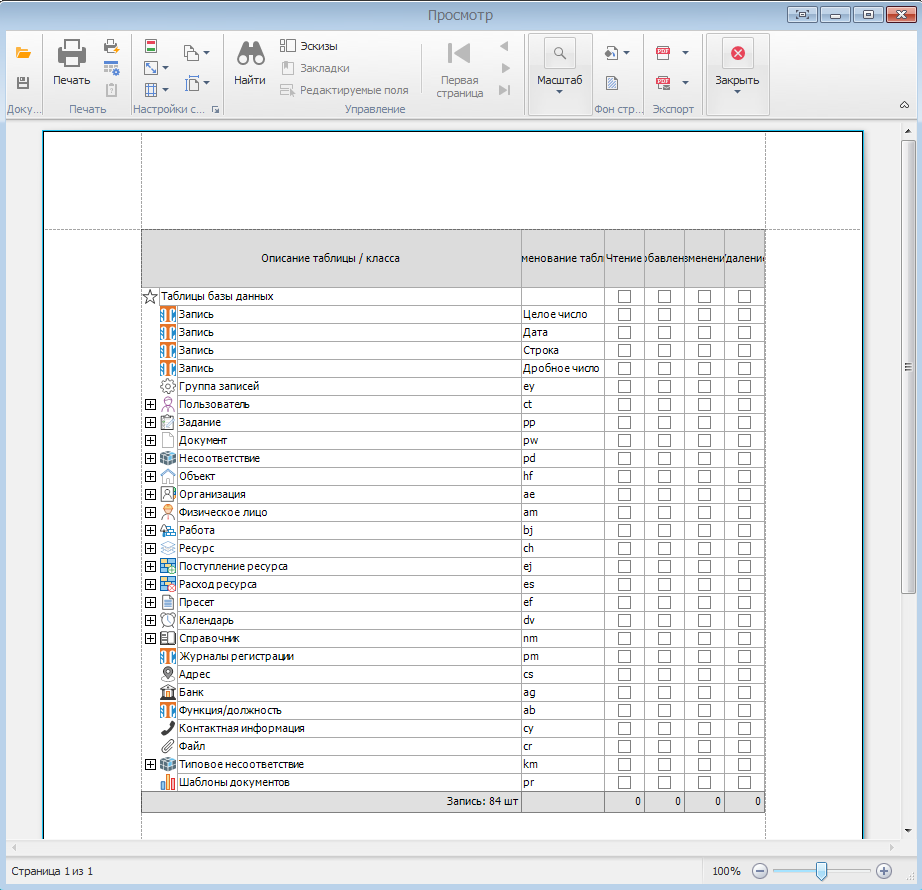 Просмотр
Печать
Найти
Эскизы
Закладки
Редактируемые поля
Первая
страница
Масштаб
Закрыть
Доку...
Печать
Настройки с...
Управление
Фон стр...
Экспорт
Описание таблицы / класса
менование табл
Чтение
обавлен
зменени
Удаление
Таблицы базы данных
Запись Целое число
Запись Дата
Запись Строка
Запись Дробное число
Группа записей ey
Пользователь ct
Задание pp
Документ pw
Несоответствие pd
Объект hf
Организация ae
Физическое лицо am
Работа bj
Ресурс ch
Поступление ресурса ej
Расход ресурса es
Пресет ef
Календарь dv
Справочник nm
Журналы регистрации pm
Адрес cs
Банк ag
Функция/должность ab
Контактная информация cy
Файл cr
Типовое несоответствие km
Шаблоны документов pr
Запись: 84 шт 0 0 0 0
Страница 1 из 1
100%